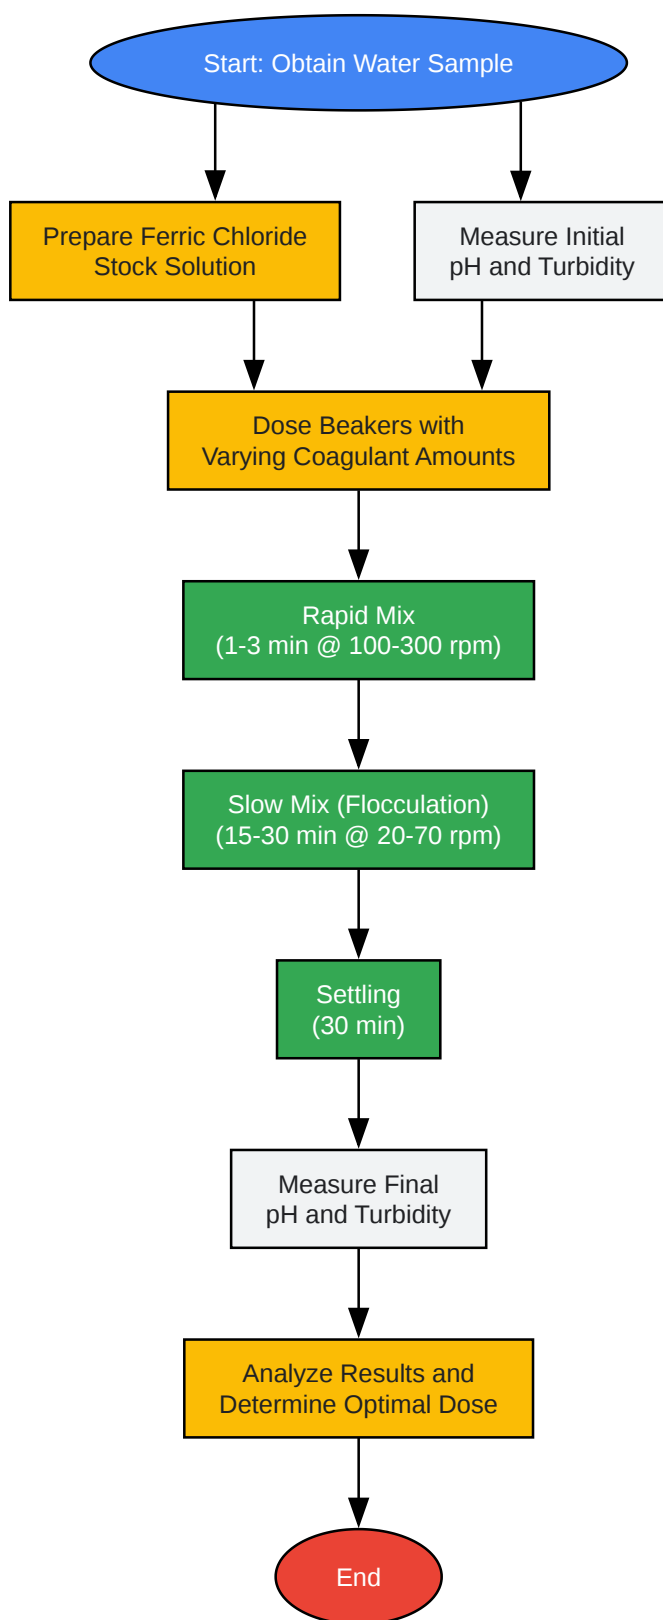 Start: Obtain Water Sample
Prepare Ferric Chloride
Stock Solution
Measure Initial
pH and Turbidity
Dose Beakers with
Varying Coagulant Amounts
Rapid Mix
(1-3 min @ 100-300 rpm)
Slow Mix (Flocculation)
(15-30 min @ 20-70 rpm)
Settling
(30 min)
Measure Final
pH and Turbidity
Analyze Results and
Determine Optimal Dose
End